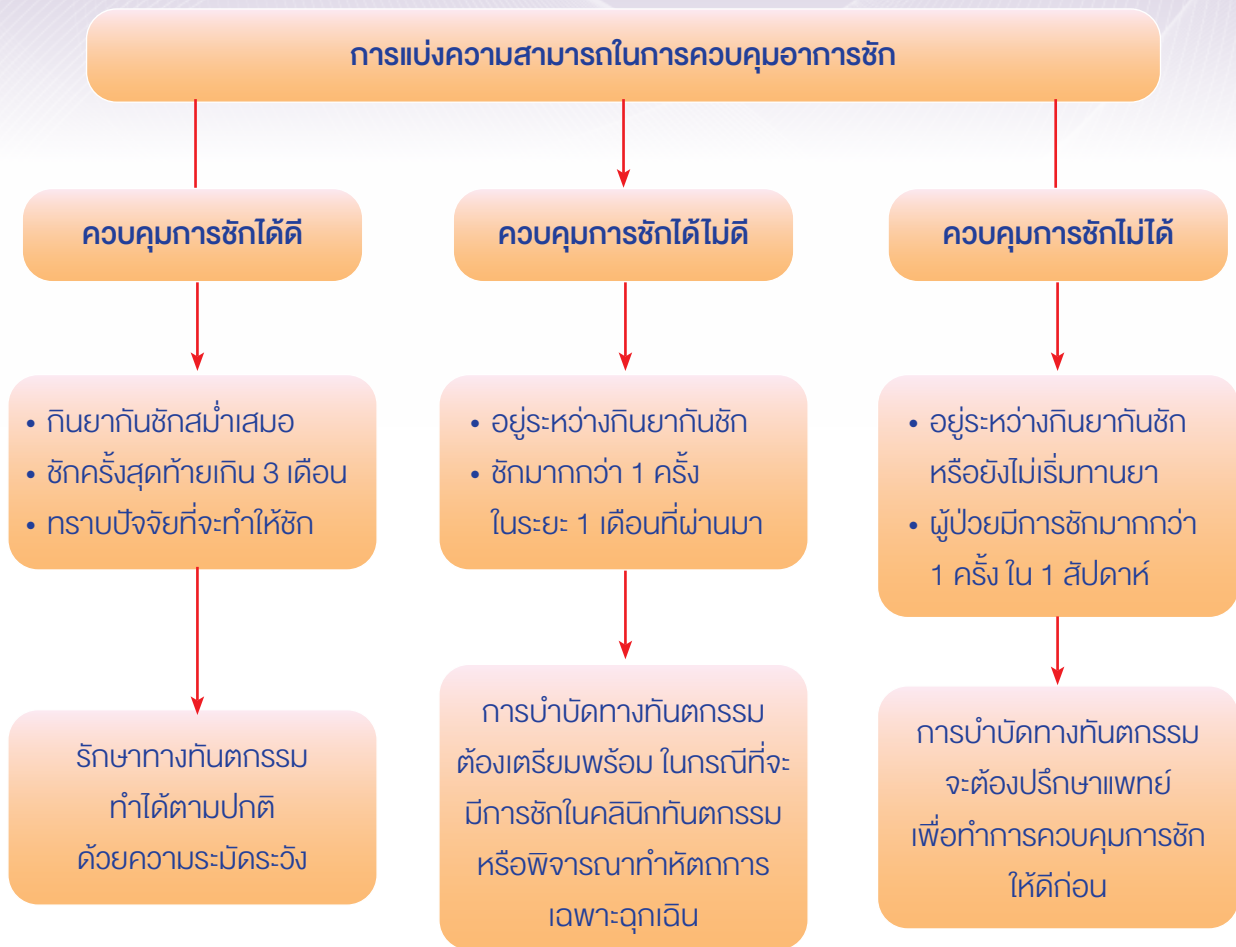 การแบ่งความสามารถในการควบคุมอาการชัก
ควบคุมการชักได้ดี
• กินยากันชักสม่ำเสมอ
• ชักครั้งสุดท้ายเกิน 3 เดือน
• ทราบปัจจัยที่จะทำให้ชัก
รักษาทางทันตกรรม
ทำได้ตามปกติ
ด้วยความระมัดระวัง
ควบคุมการชักได้ไม่ดี
• อยู่ระหว่างกินยากันชัก
• ชักมากกว่า 1 ครั้ง
ในระยะ 1 เดือนที่ผ่านมา
การบำบัดทางทันตกรรม
ต้องเตรียมพร้อม ในกรณีที่จะ
มีการชักในคลินิกทันตกรรม
หรือพิจารณาทำหัตถการ
เฉพาะฉุกเฉิน
ควบคุมการชักไม่ได้
• อยู่ระหว่างกินยากันชัก
หรือยังไม่เริ่มทานยา
• ผู้ป่วยมีการชักมากกว่า
1 ครั้ง ใน 1 สัปดาห์
การบำบัดทางทันตกรรม
จะต้องปรึกษาแพทย์
เพื่อทำการควบคุมการชัก
ให้ดีก่อน